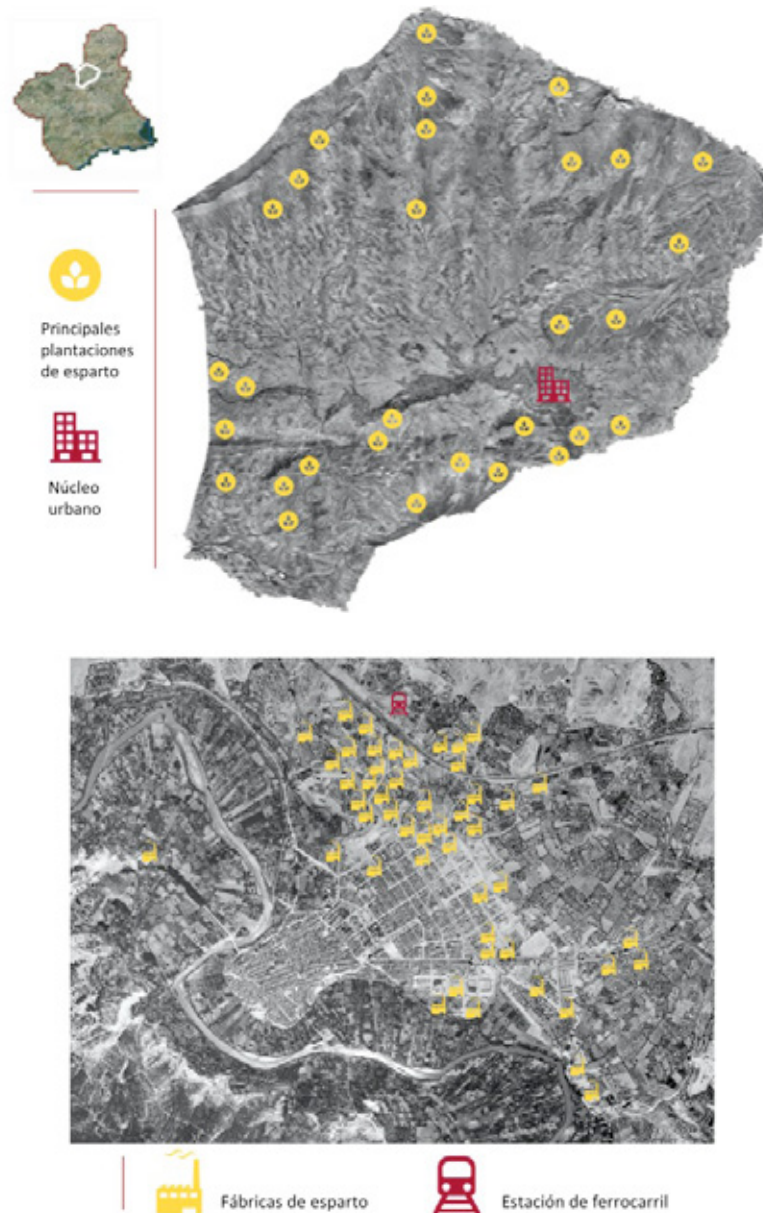 Principales
plantaciones
de esparto
Núcleo
urbano
Fábricas de esparto
Estación de ferrocarril